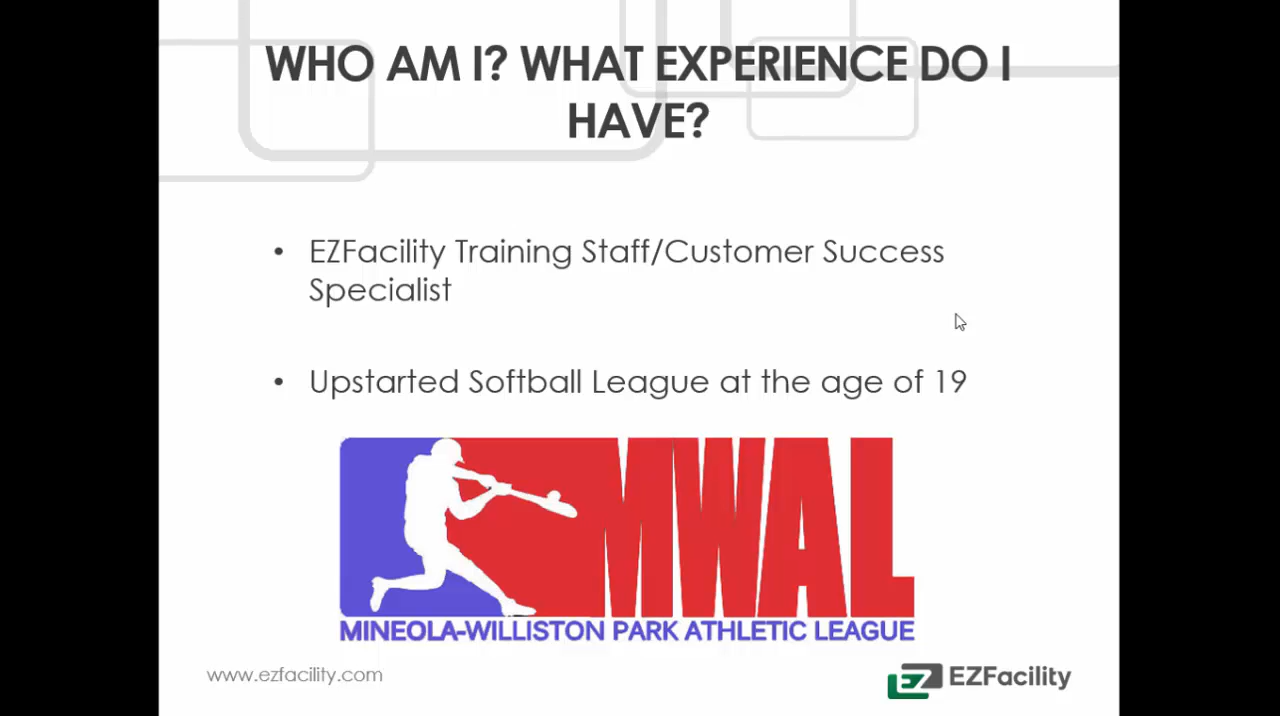 WHO AM I? WHAT EXPERIENCE DO I
HAVE?
• EZFacility Training Staff/Customer Success
Specialist
• Upstarted Softball League at the age of 19
MWAL
MINEOLA-WILLISTON PARK ATHLETIC LEAGUE
www.ezfacility.com
EZ EZFacility